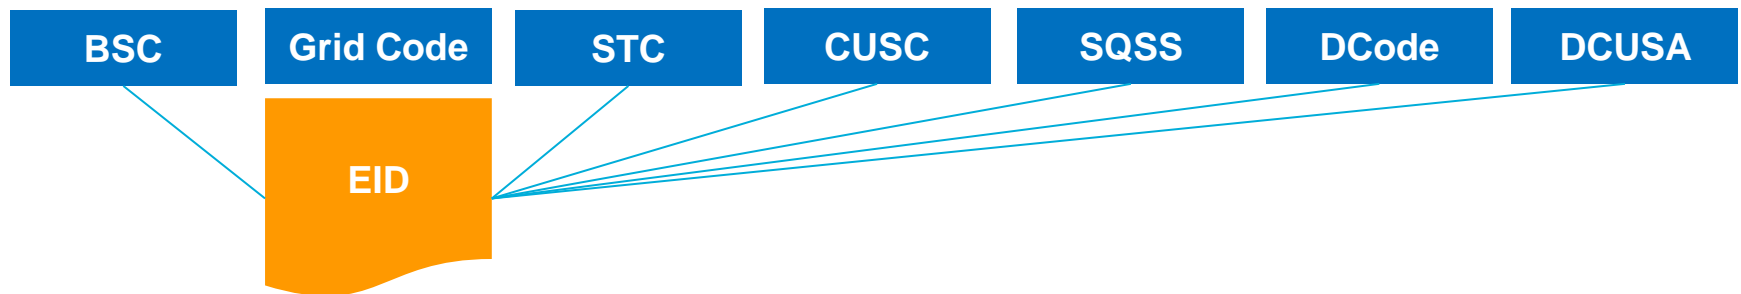 BSC
Grid Code
STC
CUSC
SQSS
DCode
DCUSA
EID